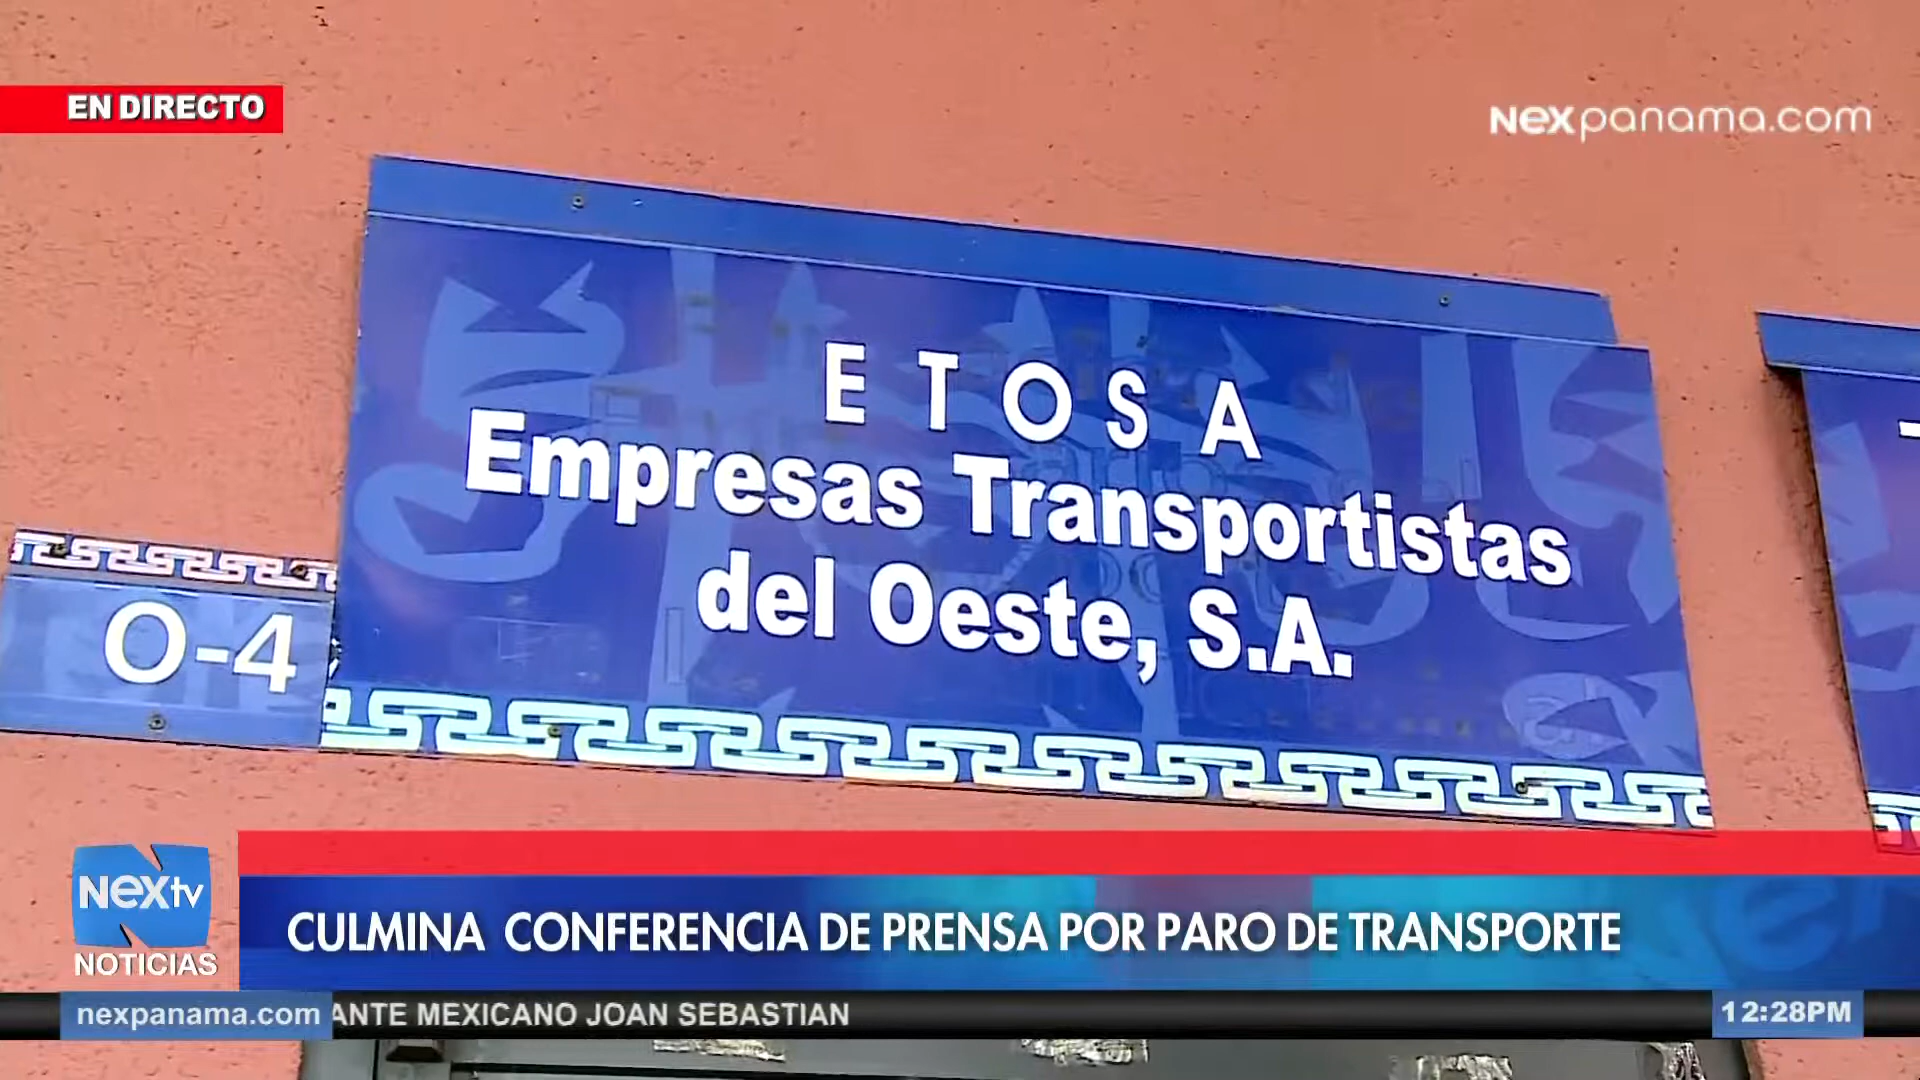 EN DIRECTO
NEXpanama.com
E T O S A
Empresas Transportistas
del Oeste, S.A.
O-4
NEXtv
NOTICIAS
CULMINA CONFERENCIA DE PRENSA POR PARO DE TRANSPORTE
nexpanama.com
ANTE MEXICANO JOAN SEBASTIAN
12:28PM